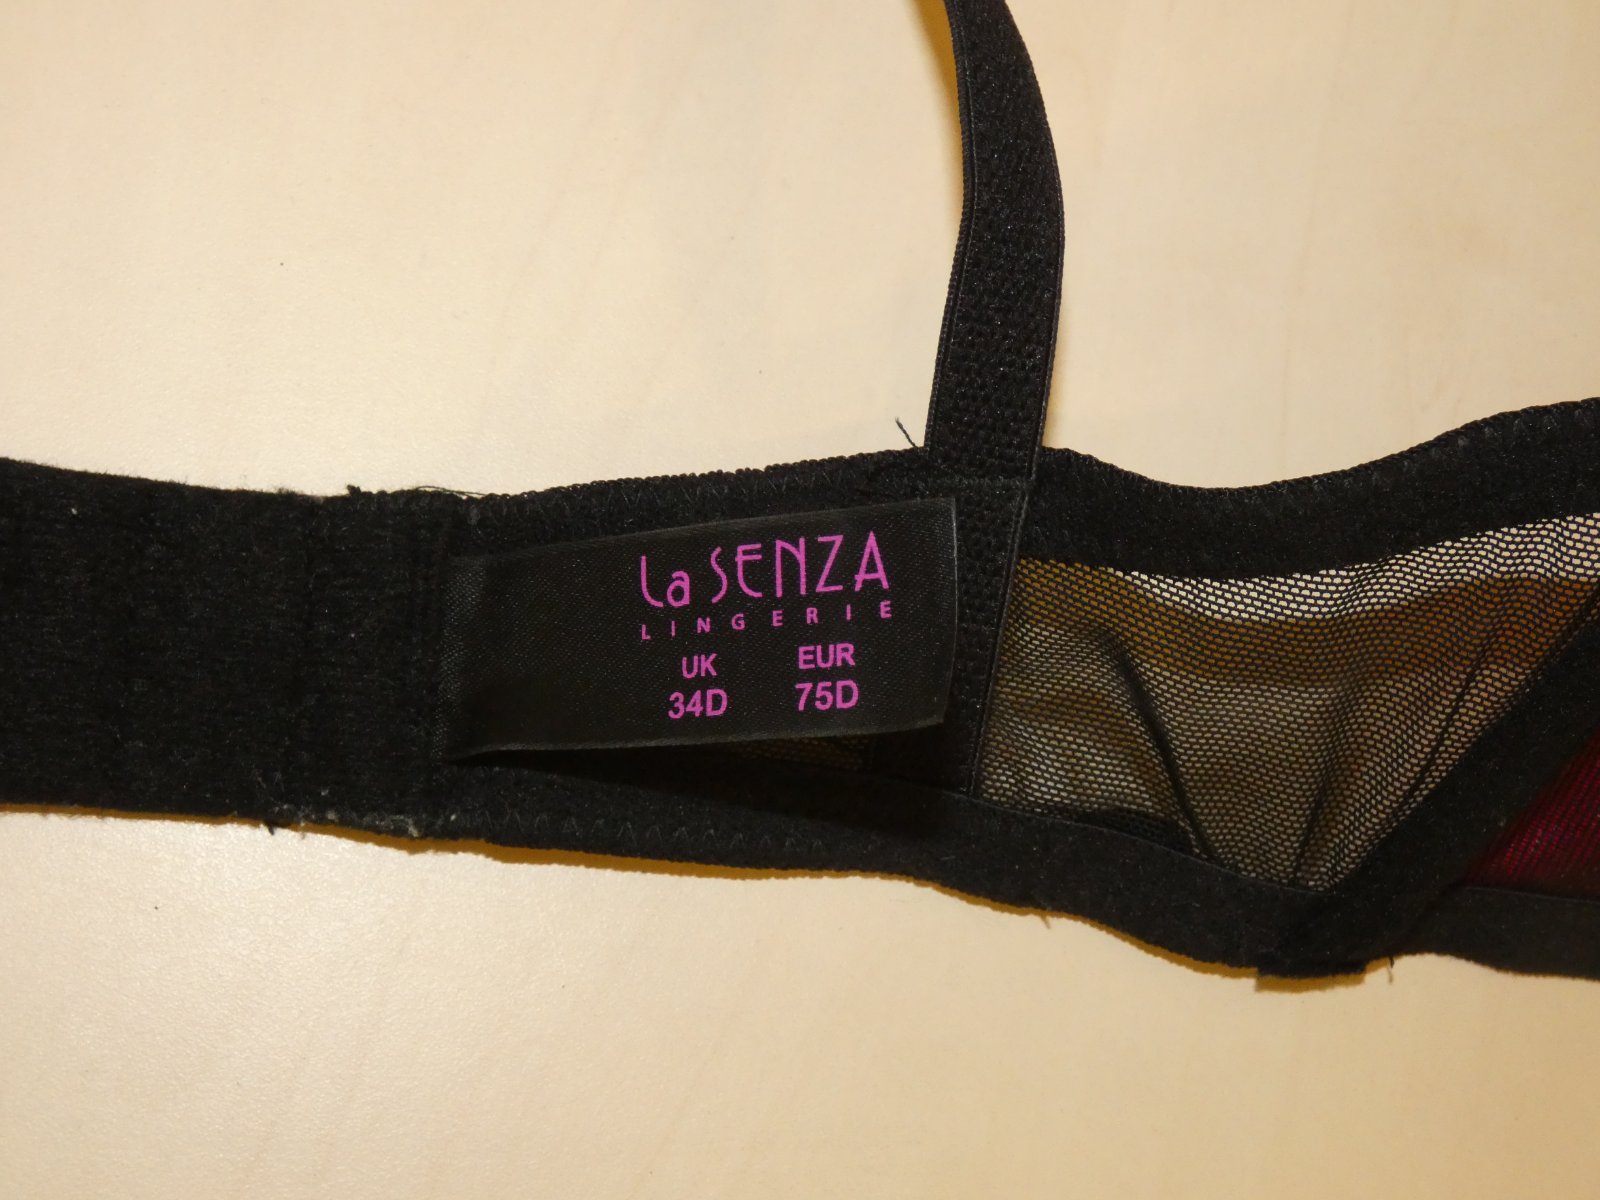 La SENZA
LINGERIE
UK EUR
34D 75D